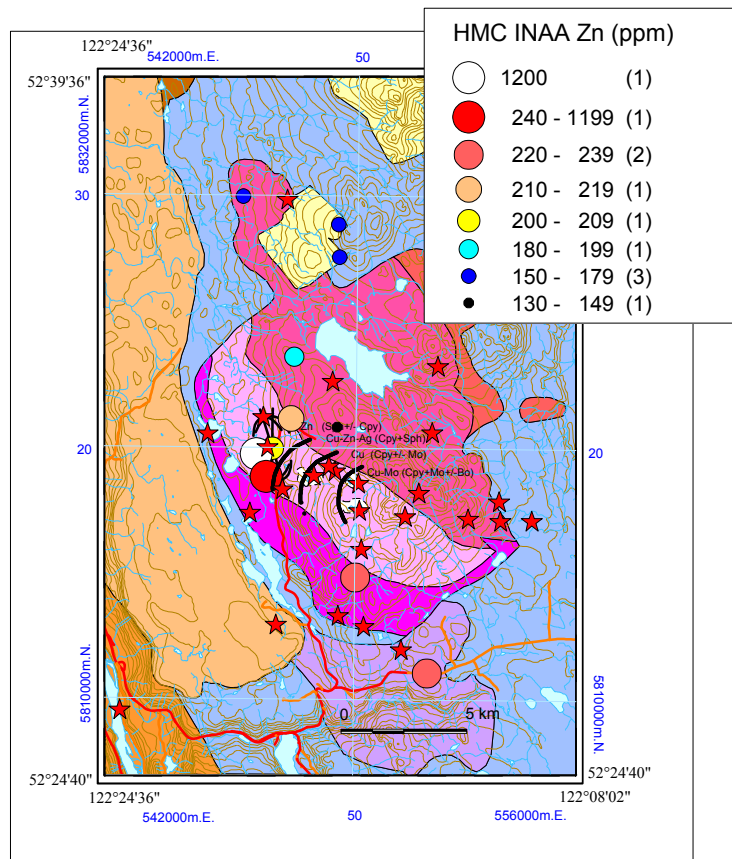 HMC INAA Zn (ppm)
1200 (1)
240 - 1199 (1)
220 - 239 (2)
210 - 219 (1)
200 - 209 (1)
180 - 199 (1)
150 - 179 (3)
130 - 149 (1)
122°24'36"
542000m.E.
50
52°39'36"
5832000m.N.
30
Cu-Zn-Ag (Cpy+Sph)
Cu (Cpy+/- Mo)
Cu-Mo (Cpy+Mo+/-Bo)
20
20
5810000m.N.
5810000m.N.
0
5 km
52°24'40"
52°24'40"
122°24'36"
122°08'02"
542000m.E.
50
556000m.E.